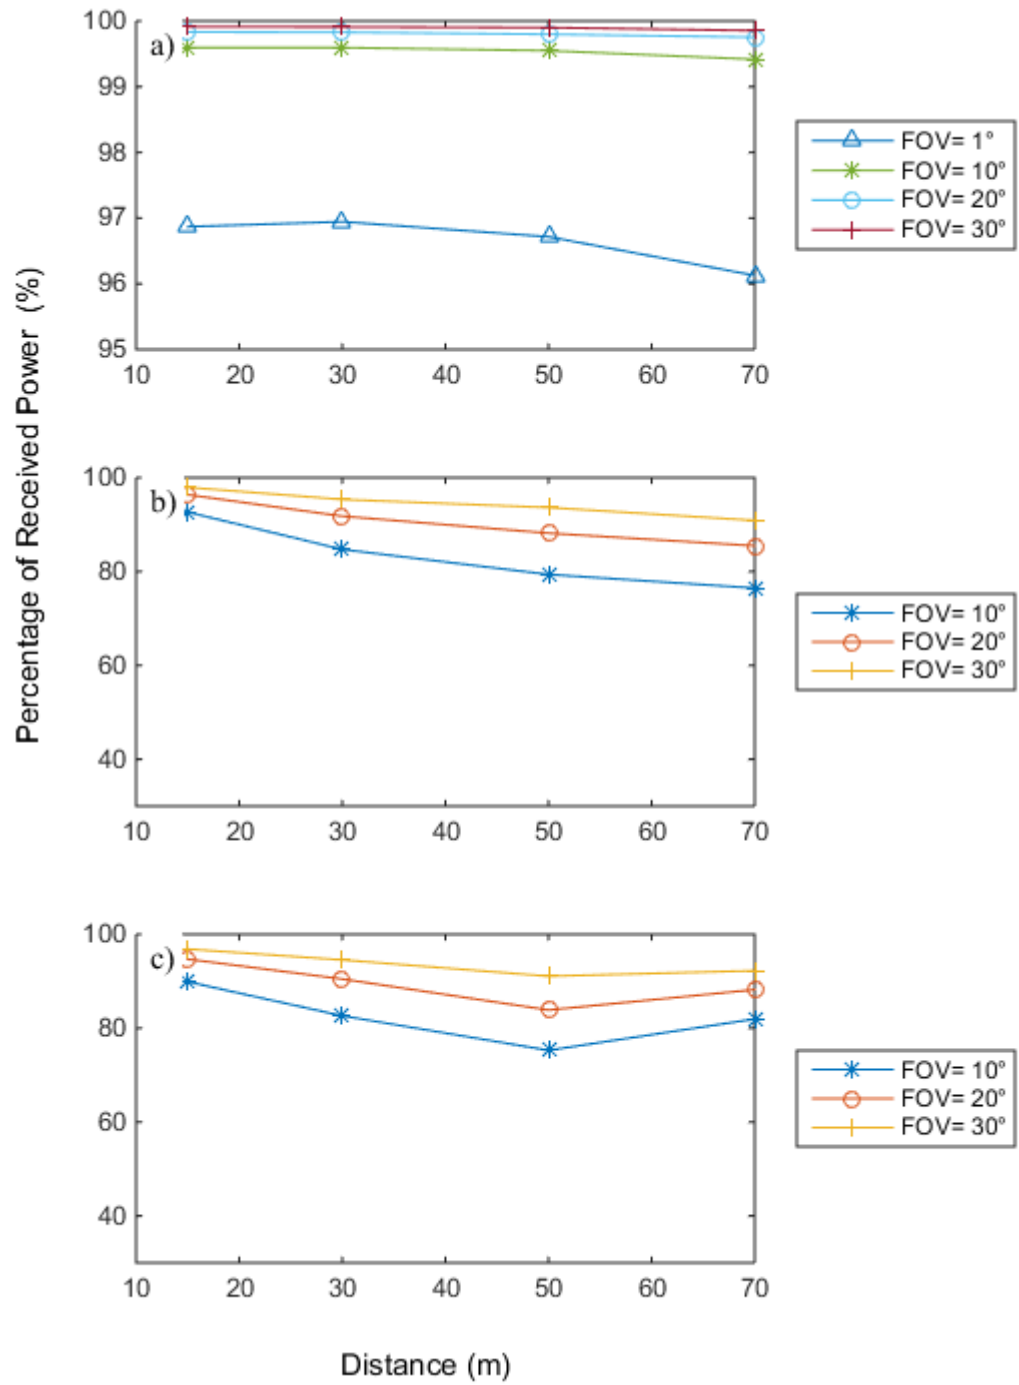 Percentage of Received Power (%)
a)
100
99
98
97
96
95
10 20 30 40 50 60 70
FOV= 1°
FOV= 10°
FOV= 20°
FOV= 30°
b)
100
80
60
40
10 20 30 40 50 60 70
FOV= 10°
FOV= 20°
FOV= 30°
c)
100
80
60
40
10 20 30 40 50 60 70
FOV= 10°
FOV= 20°
FOV= 30°
Distance (m)